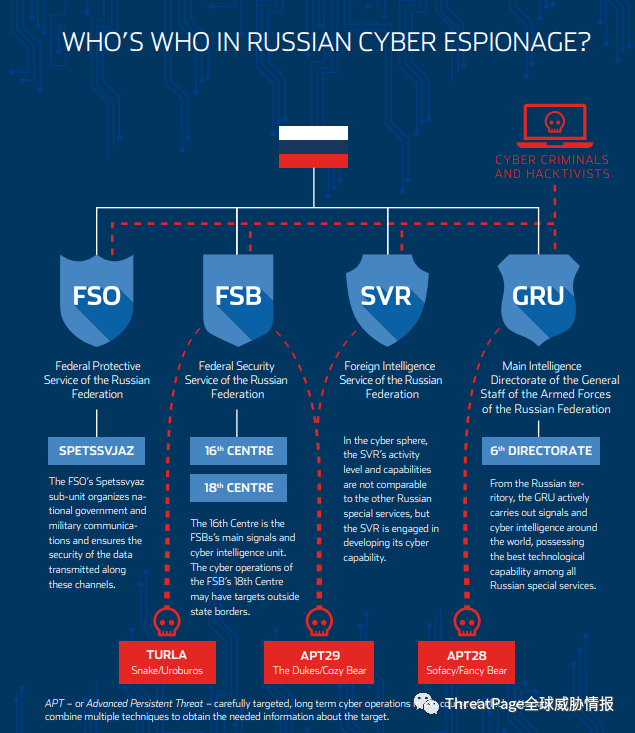 WHO'S WHO IN RUSSIAN CYBER ESPIONAGE?
CYBER CRIMINALS
AND HACKTIVISTS
FSO
FSB
SVR
GRU
Federal Protective
Service of the Russian
Federation
Federal Security
Service of the Russian
Federation
Foreign Intelligence
Service of the Russian
Federation
Main Intelligence
Directorate of the General
Staff of the Armed Forces
of the Russian Federation
SPETSSVJAZ
The FSO's Spetssvyaz
sub-unit organizes na-
tional government and
military communica-
tions and ensures the
security of the data
transmitted along
these channels.
16th CENTRE
18th CENTRE
The 16th Centre is the
FSBs's main signals and
cyber intelligence unit.
The cyber operations of
the FSB's 18th Centre
may have targets outside
state borders.
In the cyber sphere,
the SVR's activity
level and capabilities
are not comparable
to the other Russian
special services, but
the SVR is engaged in
developing its cyber
capability.
6th DIRECTORATE
From the Russian ter-
ritory, the GRU actively
carries out signals and
cyber intelligence around
the world, possessing
the best technological
capability among all
Russian special services.
TURLA
Snake/Uroburos
APT29
The Dukes/Cozy Bear
APT28
Sofacy/Fancy Bear
APT – or Advanced Persistent Threat – carefully targeted, long term cyber operations
combine multiple techniques to obtain the needed information about the target.
ThreatPage全球威胁情报